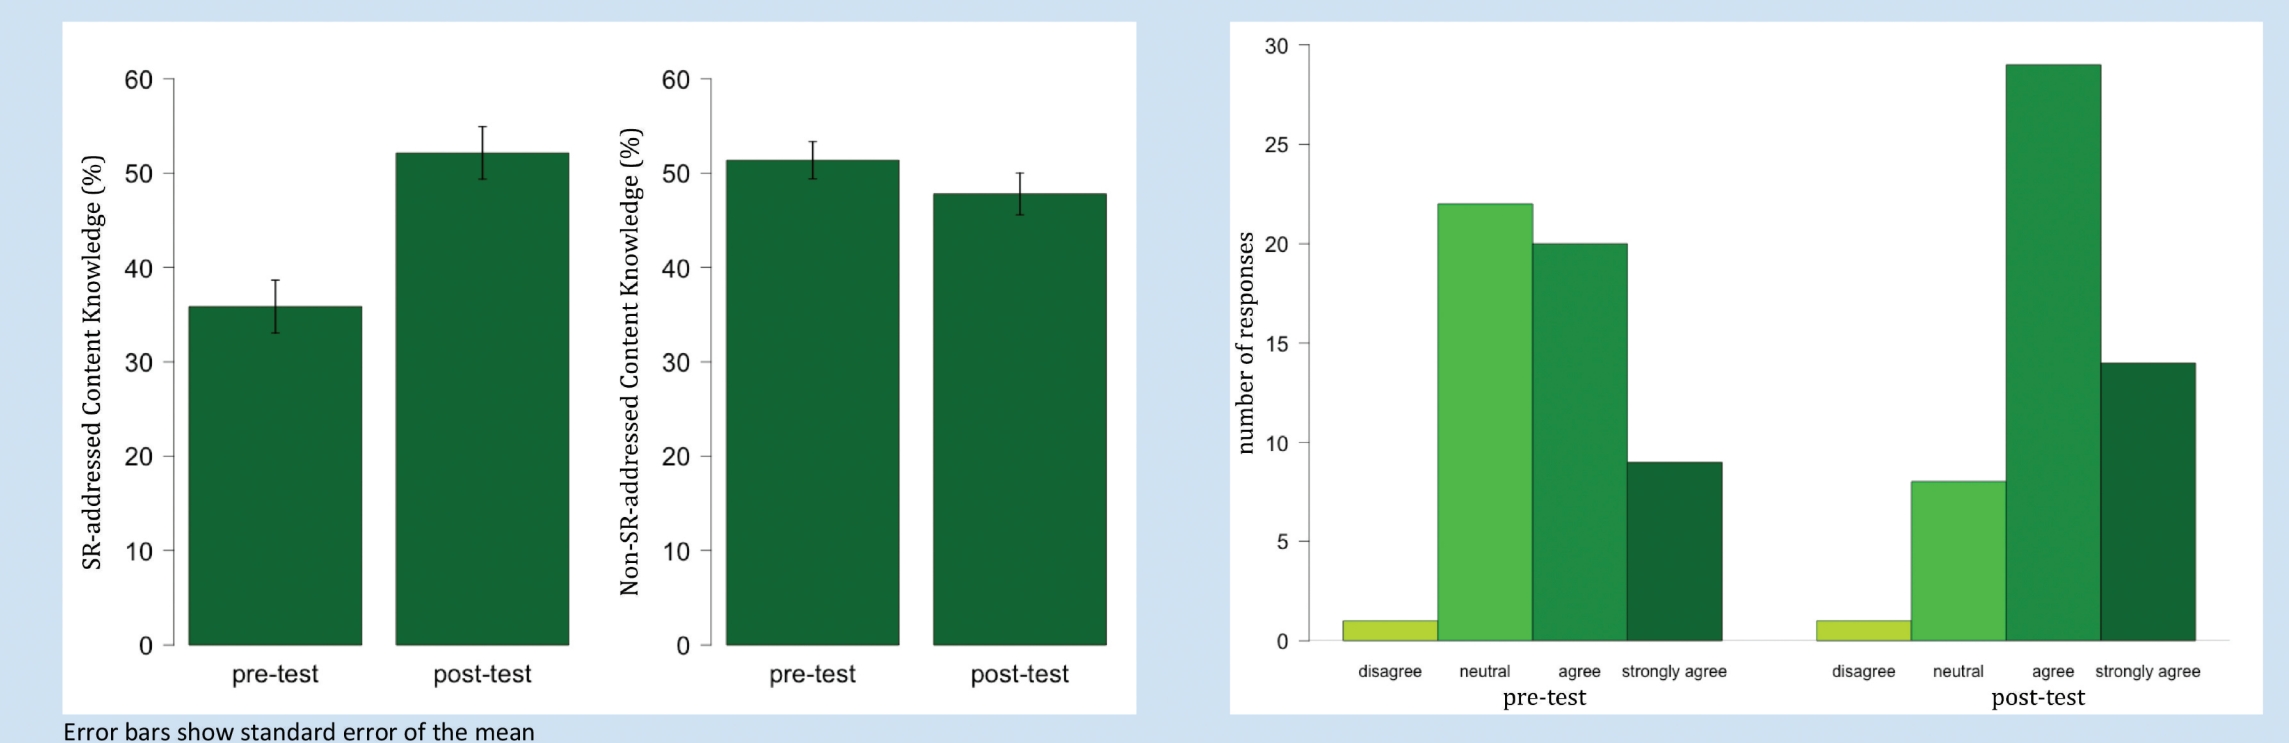 SR-addressed Content Knowledge (%)
60
50
40
30
20
10
0
pre-test post-test
Non-SR-addressed Content Knowledge (%)
60
50
40
30
20
10
0
pre-test post-test
Error bars show standard error of the mean
number of responses
30
25
20
15
10
5
0
disagree neutral agree strongly agree disagree neutral agree strongly agree
pre-test post-test